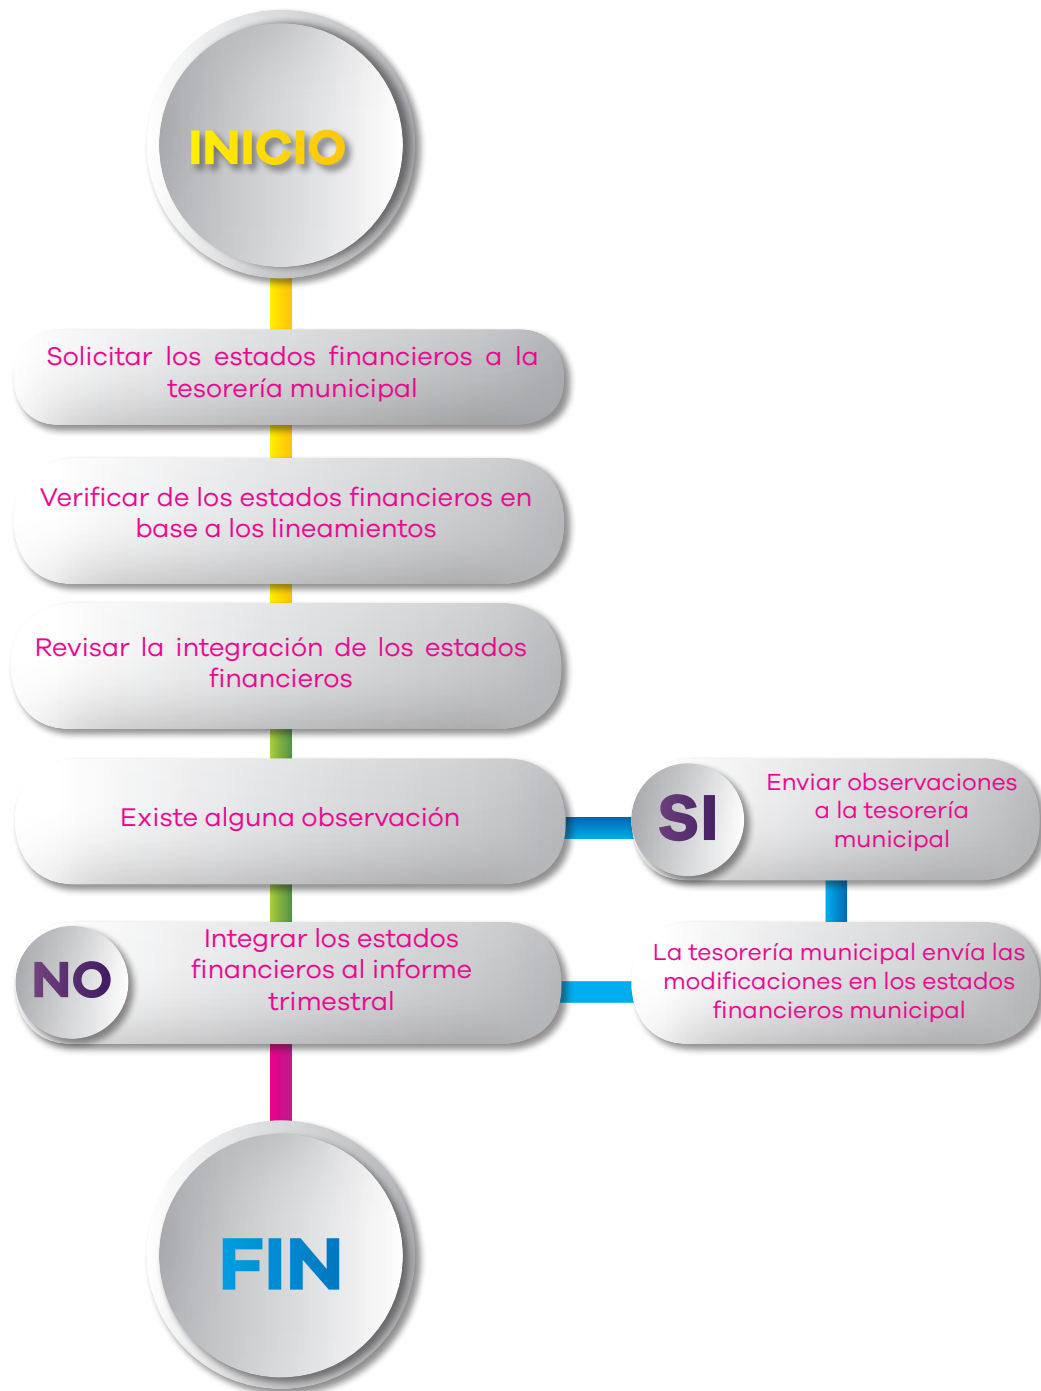 INICIO
Solicitar los estados financieros a la
tesorería municipal
Verificar de los estados financieros en
base a los lineamientos
Revisar la integración de los estados
financieros
Existe alguna observación
SI
Enviar observaciones
a la tesorería
municipal
NO
Integrar los estados
financieros al informe
trimestral
La tesorería municipal envía las
modificaciones en los estados
financieros municipal
FIN